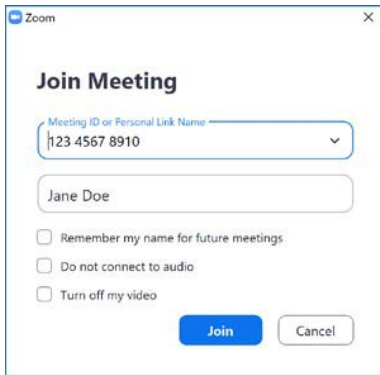 Zoom
Join Meeting
Meeting ID or Personal Link Name
123 4567 8910
Jane Doe
Remember my name for future meetings
Do not connect to audio
Turn off my video
Join Cancel